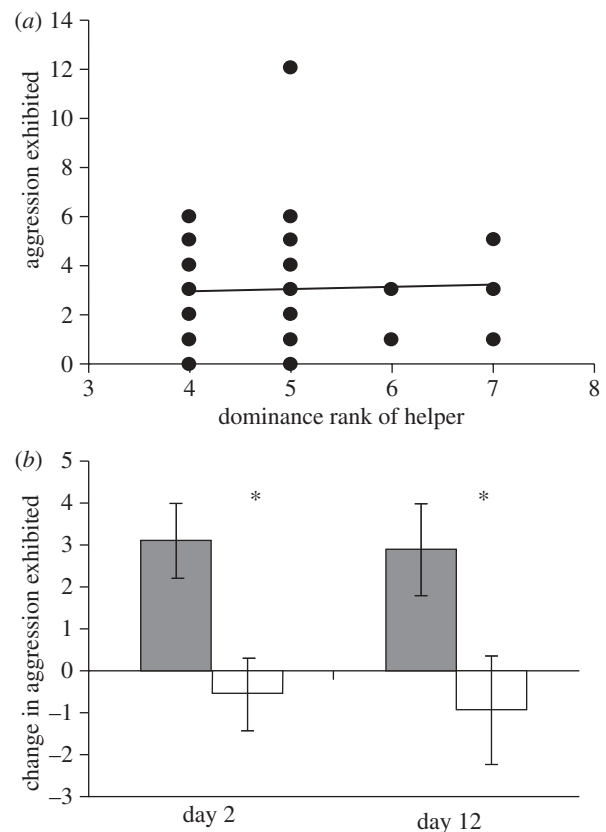 (a)
14
12
10
8
6
4
2
0
aggression exhibited
3 4 5 6 7 8
dominance rank of helper
(b)
5
4
3
2
1
0
–1
–2
–3
change in aggression exhibited
* *
day 2 day 12